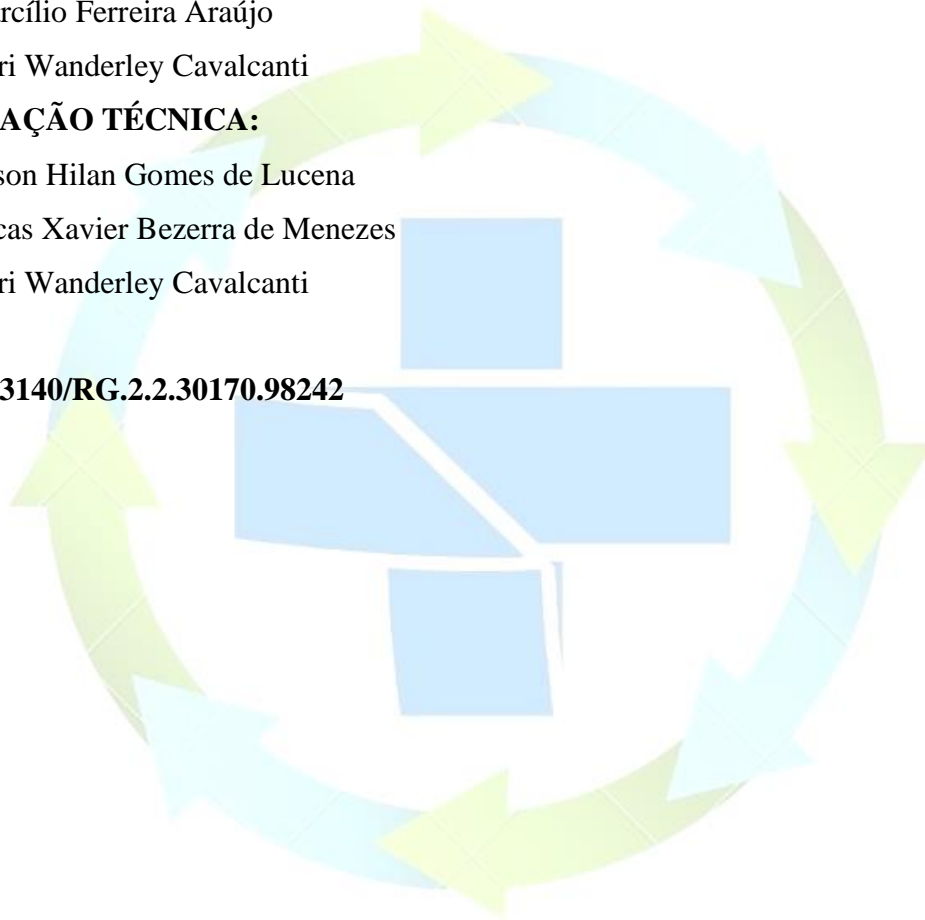 rcílio Ferreira Araújo
ri Wanderley Cavalcanti
AÇÃO TÉCNICA:
son Hilan Gomes de Lucena
cas Xavier Bezerra de Menezes
ri Wanderley Cavalcanti
3140/RG.2.2.30170.98242